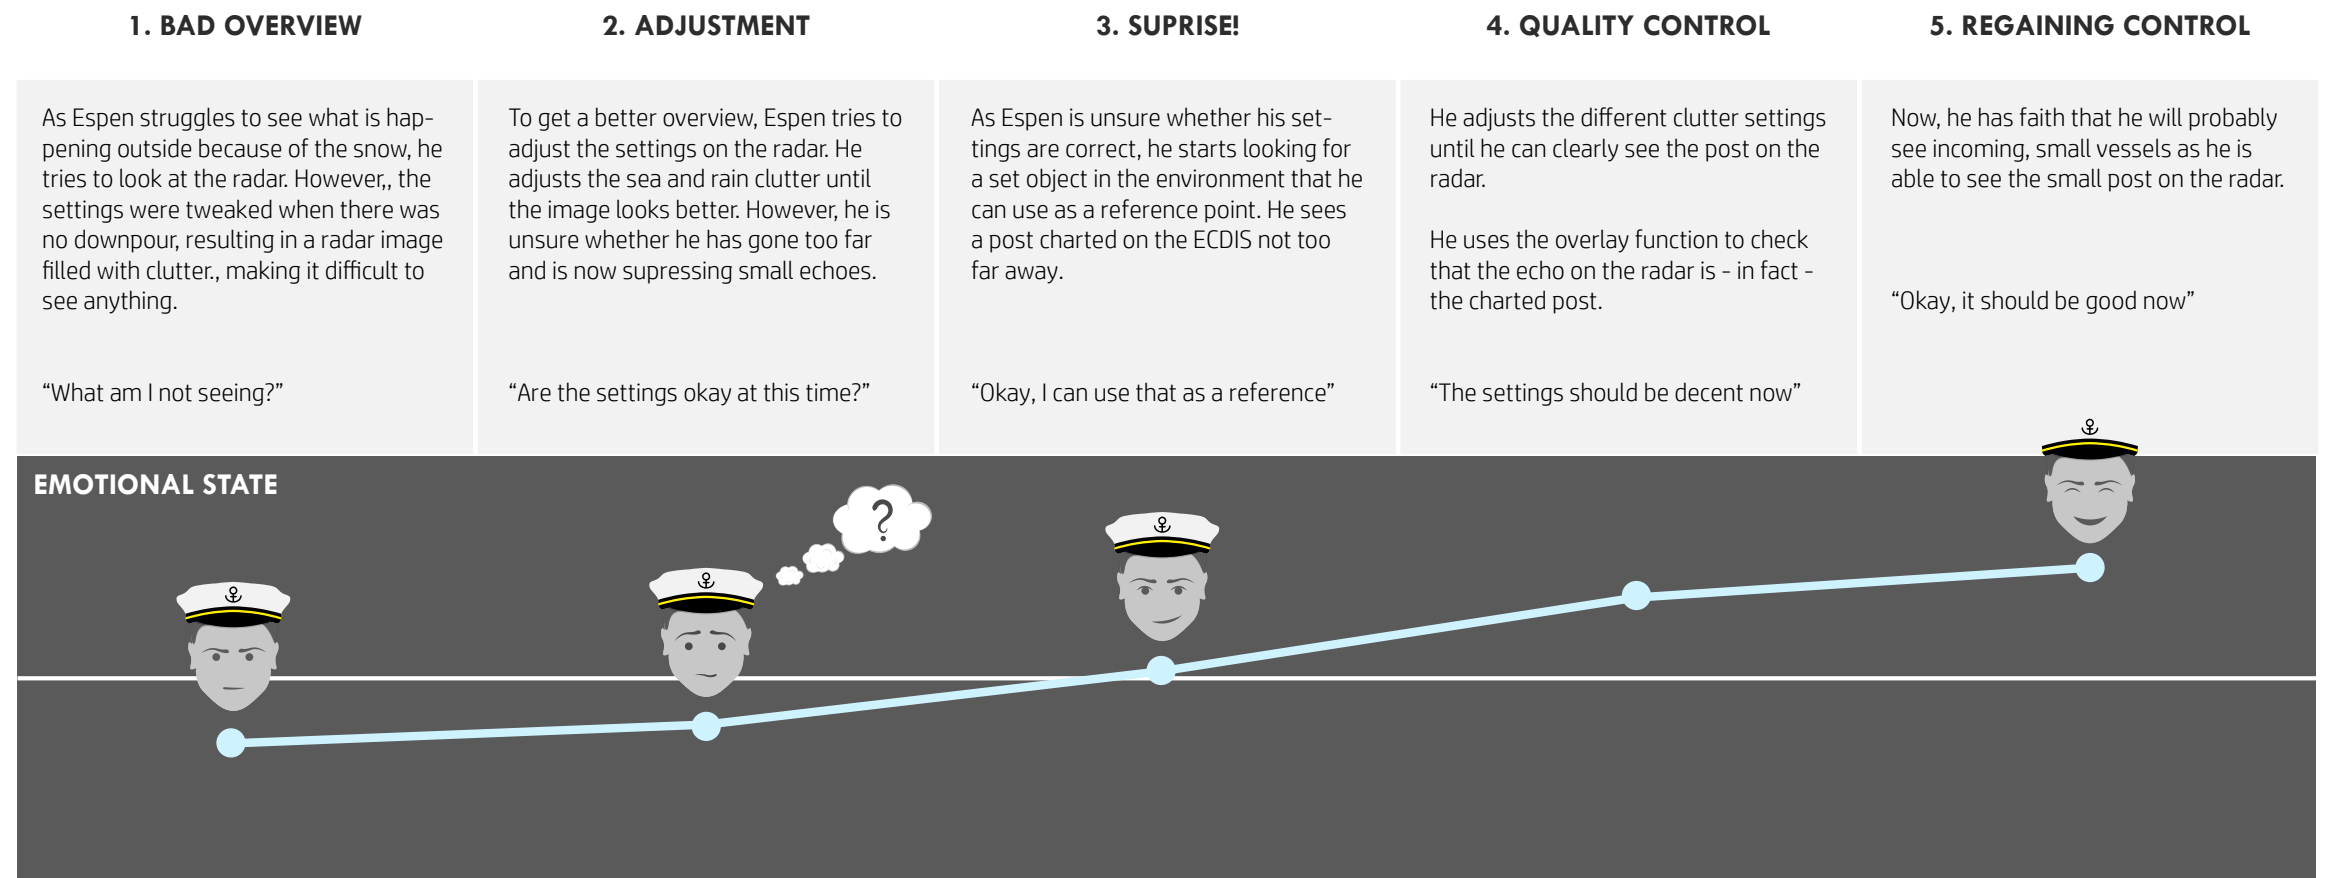 1. BAD OVERVIEW
As Espen struggles to see what is hap-
pening outside because of the snow, he
tries to look at the radar. However,, the
settings were tweaked when there was
no downpour, resulting in a radar image
filled with clutter., making it difficult to
see anything.
“What am I not seeing?”
2. ADJUSTMENT
To get a better overview, Espen tries to
adjust the settings on the radar. He
adjusts the sea and rain clutter until
the image looks better. However, he is
unsure whether he has gone too far
and is now supressing small echoes.
“Are the settings okay at this time?”
3. SUPRISE!
As Espen is unsure whether his set-
tings are correct, he starts looking for
a set object in the environment that he
can use as a reference point. He sees
a post charted on the ECDIS not too
far away.
“Okay, I can use that as a reference”
4. QUALITY CONTROL
He adjusts the different clutter settings
until he can clearly see the post on the
radar.
He uses the overlay function to check
that the echo on the radar is - in fact -
the charted post.
“The settings should be decent now”
5. REGAINING CONTROL
Now, he has faith that he will probably
see incoming, small vessels as he is
able to see the small post on the radar.
“Okay, it should be good now”
EMOTIONAL STATE
?